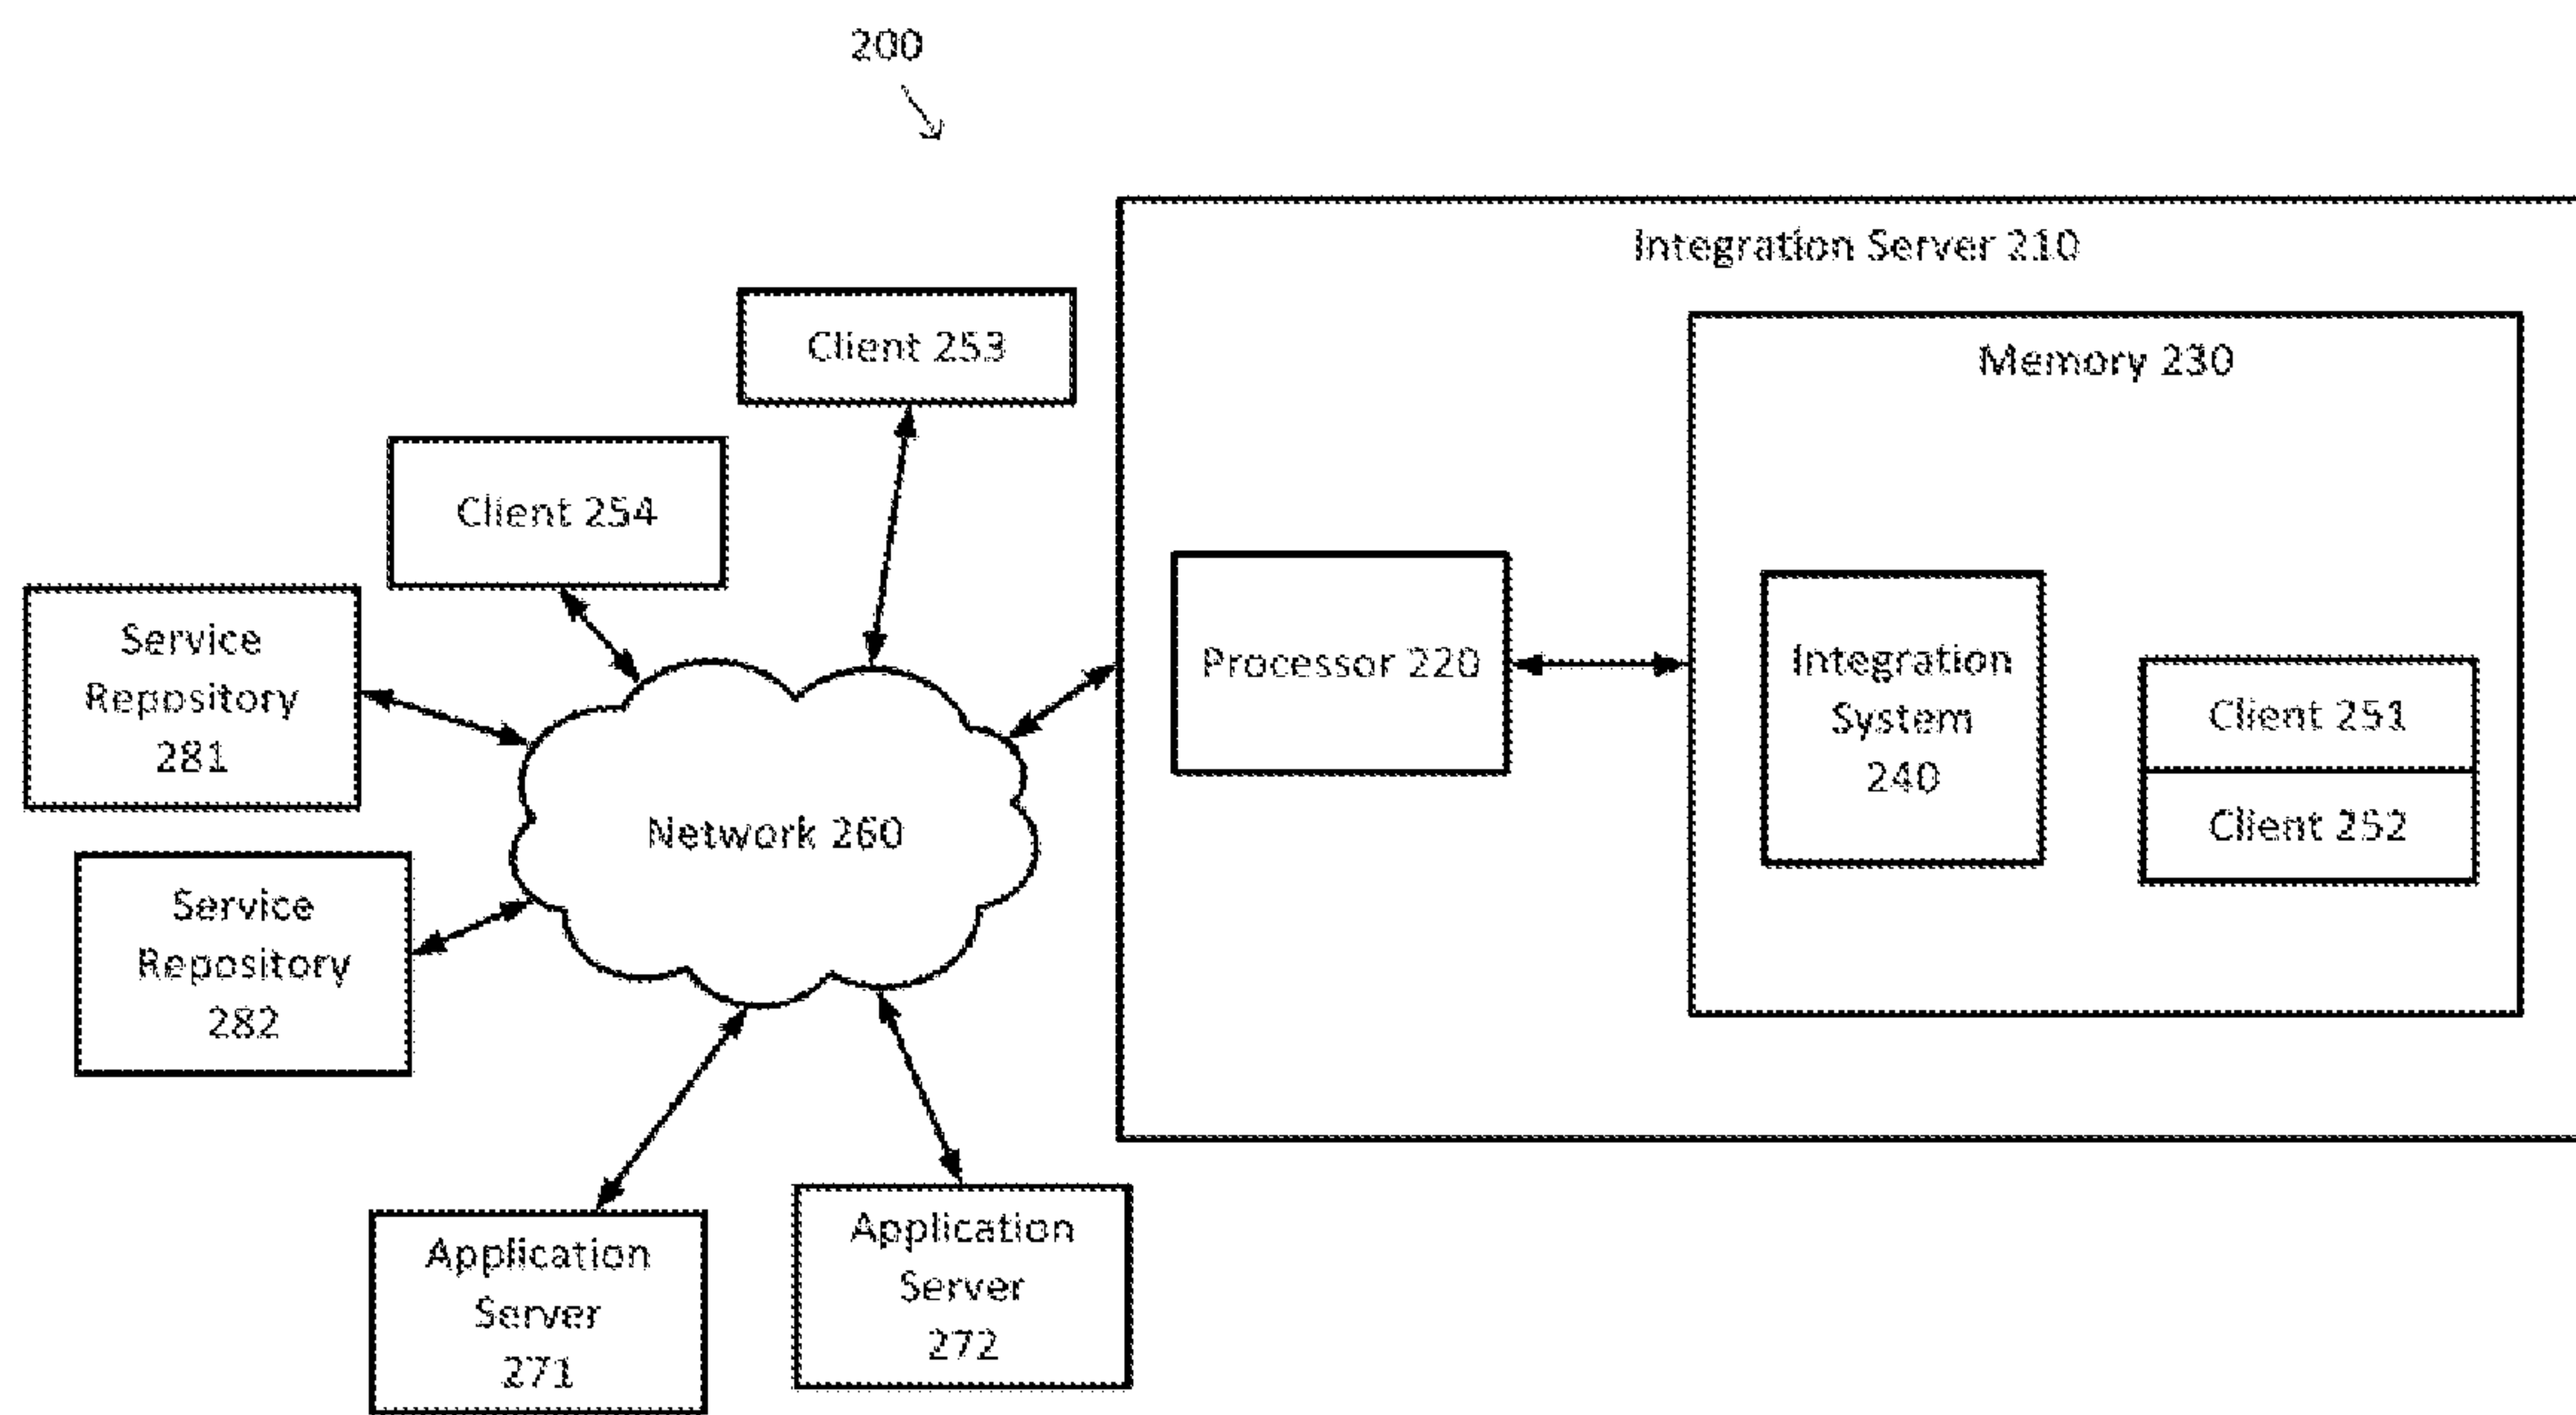 200
Integration Server 210
Client 253
Memory 230
Client 254
Service
Repository
281
Processor 220
Integration
System
240
Client 251
Client 252
Network 260
Service
Repository
282
Application
Server
271
Application
Server
272